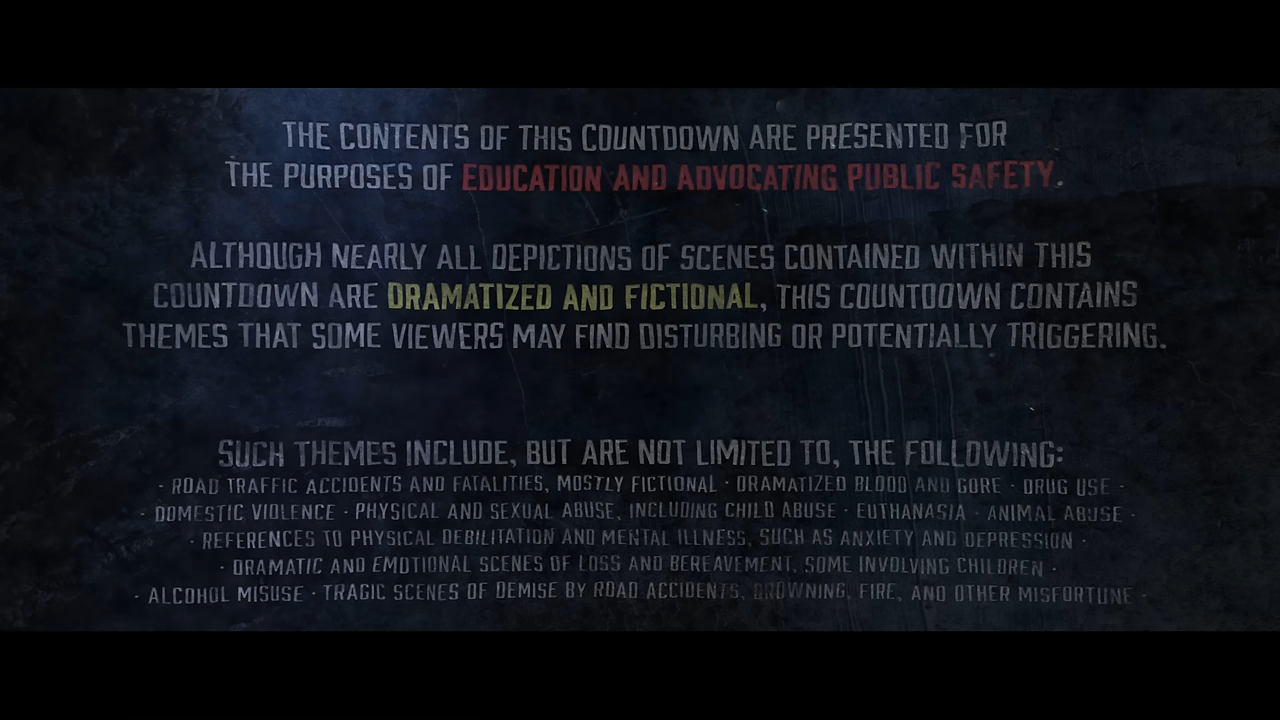 THE CONTENTS OF THIS COUNTDOWN ARE PRESENTED FOR
THE PURPOSES OF EDUCATION AND ADVOCATING PUBLIC SAFETY.
ALTHOUGH NEARLY ALL DEPICTIONS OF SCENES CONTAINED WITHIN THIS
COUNTDOWN ARE DRAMATIZED AND FICTIONAL, THIS COUNTDOWN CONTAINS
THEMES THAT SOME VIEWERS MAY FIND DISTURBING OR POTENTIALLY TRIGGERING.
SUCH THEMES INCLUDE, BUT ARE NOT LIMITED TO, THE FOLLOWING:
· ROAD TRAFFIC ACCIDENTS AND FATALITIES, MOSTLY FICTIONAL · DRAMATIZED BLOOD AND GORE · DRUG USE ·
· DOMESTIC VIOLENCE · PHYSICAL AND SEXUAL ABUSE, INCLUDING CHILD ABUSE · EUTHANASIA · ANIMAL ABUSE ·
· REFERENCES TO PHYSICAL DEBILITATION AND MENTAL ILLNESS, SUCH AS ANXIETY AND DEPRESSION ·
· DRAMATIC AND EMOTIONAL SCENES OF LOSS AND BEREAVEMENT, SOME INVOLVING CHILDREN ·
· ALCOHOL MISUSE · TRAGIC SCENES OF DEMISE BY ROAD ACCIDENTS, DROWNING, FIRE, AND OTHER MISFORTUNE ·